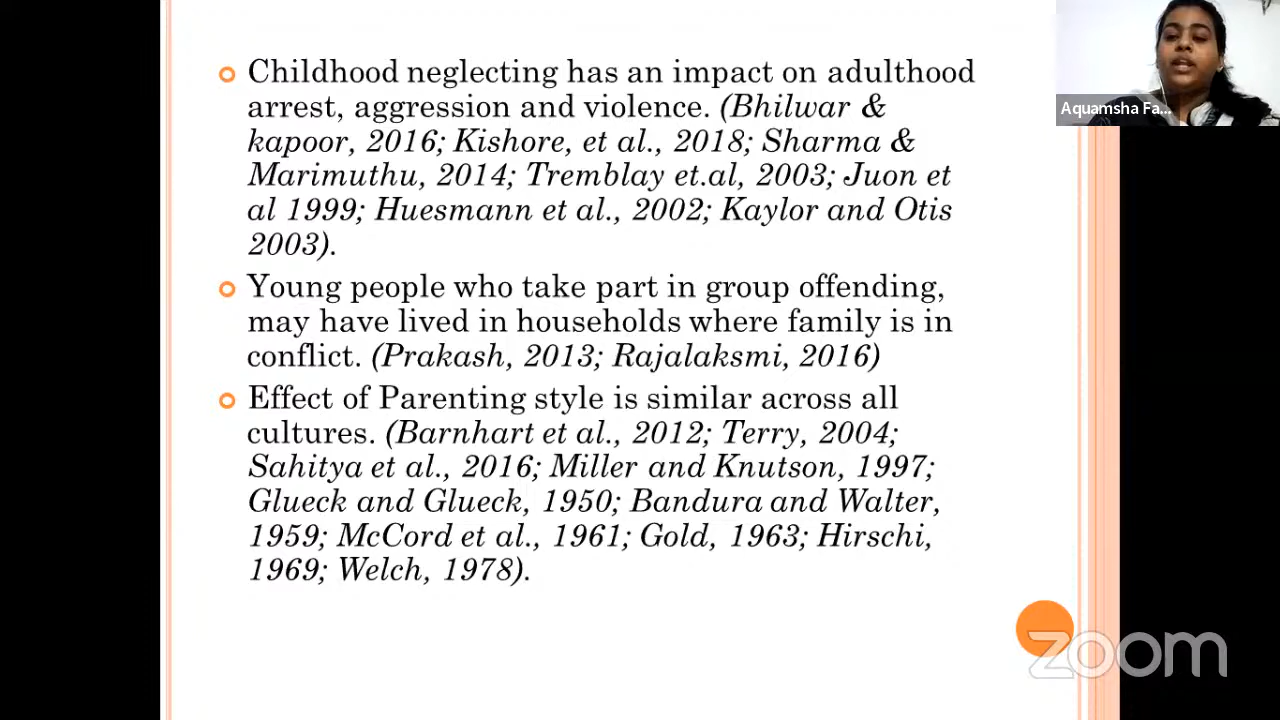 Childhood neglecting has an impact on adulthood
arrest, aggression and violence. (Bhilwar &
kapoor, 2016; Kishore, et al., 2018; Sharma &
Marimuthu, 2014; Tremblay et.al, 2003; Juon et
al 1999; Huesmann et al., 2002; Kaylor and Otis
2003).
Young people who take part in group offending,
may have lived in households where family is in
conflict. (Prakash, 2013; Rajalaksmi, 2016)
Effect of Parenting style is similar across all
cultures. (Barnhart et al., 2012; Terry, 2004;
Sahitya et al., 2016; Miller and Knutson, 1997;
Glueck and Glueck, 1950; Bandura and Walter,
1959; McCord et al., 1961; Gold, 1963; Hirschi,
1969; Welch, 1978).
Aquamsha Fa...
zoom